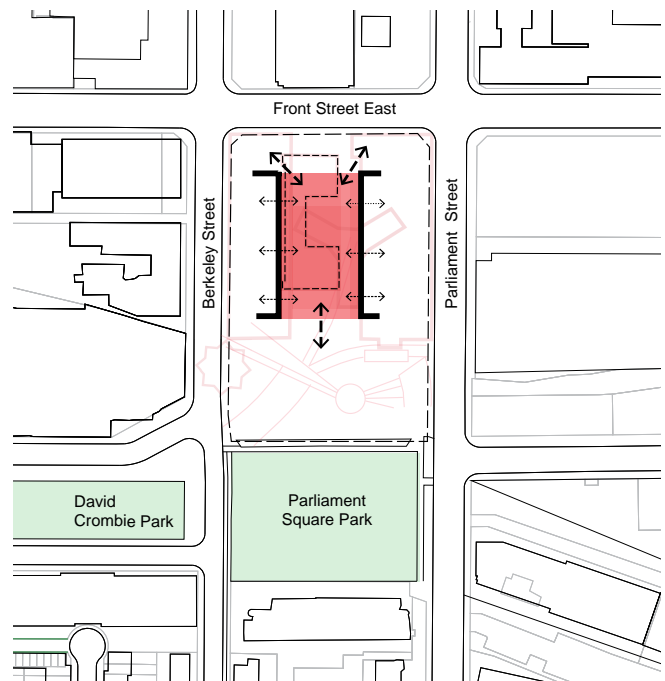 Front Street East
Berkeley Street
Parliament Street
David
Crombie Park
Parliament
Square Park